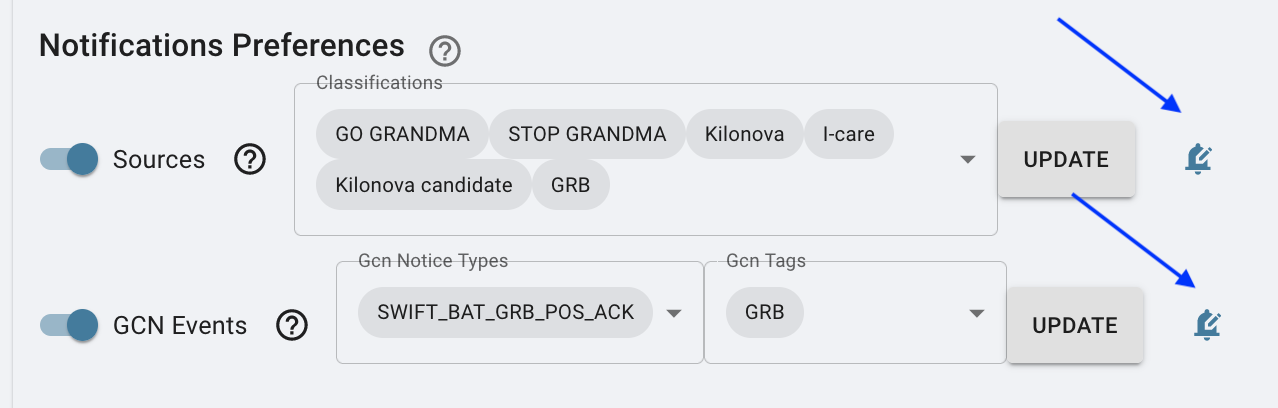 Notifications Preferences ?
Classifications
GO GRANDMA STOP GRANDMA Kilonova I-care
Sources ? UPDATE
Kilonova candidate GRB
Gcn Notice Types Gcn Tags
GCN Events ? SWIFT_BAT_GRB_POS_ACK GRB UPDATE